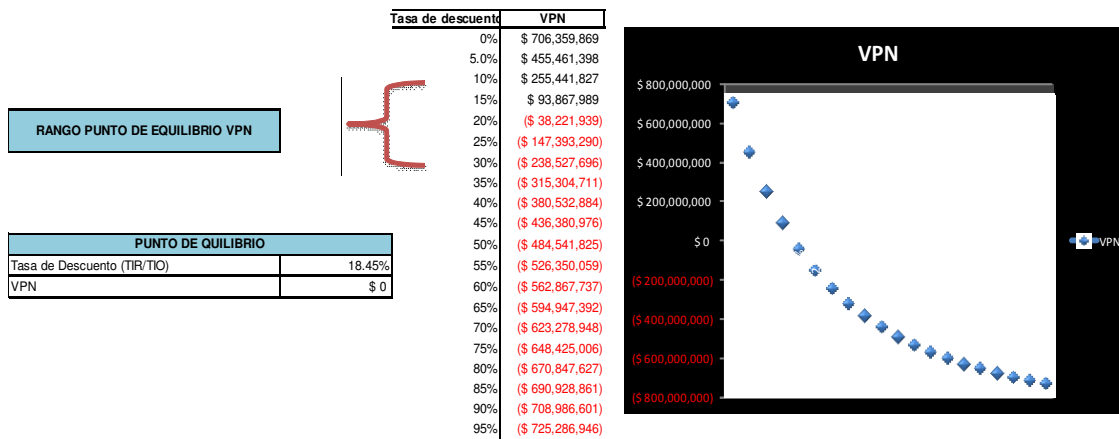 Tasa de descuento VPN
0% $ 706,359,869
5.0% $ 455,461,398
10% $ 255,441,827
15% $ 93,867,989
20% ($ 38,221,939)
25% ($ 147,393,290)
30% ($ 238,527,696)
35% ($ 315,304,711)
40% ($ 380,532,884)
45% ($ 436,380,976)
50% ($ 484,541,825)
55% ($ 526,350,059)
60% ($ 562,867,737)
65% ($ 594,947,392)
70% ($ 623,278,948)
75% ($ 648,425,006)
80% ($ 670,847,627)
85% ($ 690,928,861)
90% ($ 708,986,601)
95% ($ 725,286,946)
RANGO PUNTO DE EQUILIBRIO VPN
PUNTO DE QUILIBRIO
Tasa de Descuento (TIR/TIO) 18.45%
VPN $ 0
VPN
$ 800,000,000
$ 600,000,000
$ 400,000,000
$ 200,000,000
$ 0
($ 200,000,000)
($ 400,000,000)
($ 600,000,000)
($ 800,000,000)
VPN